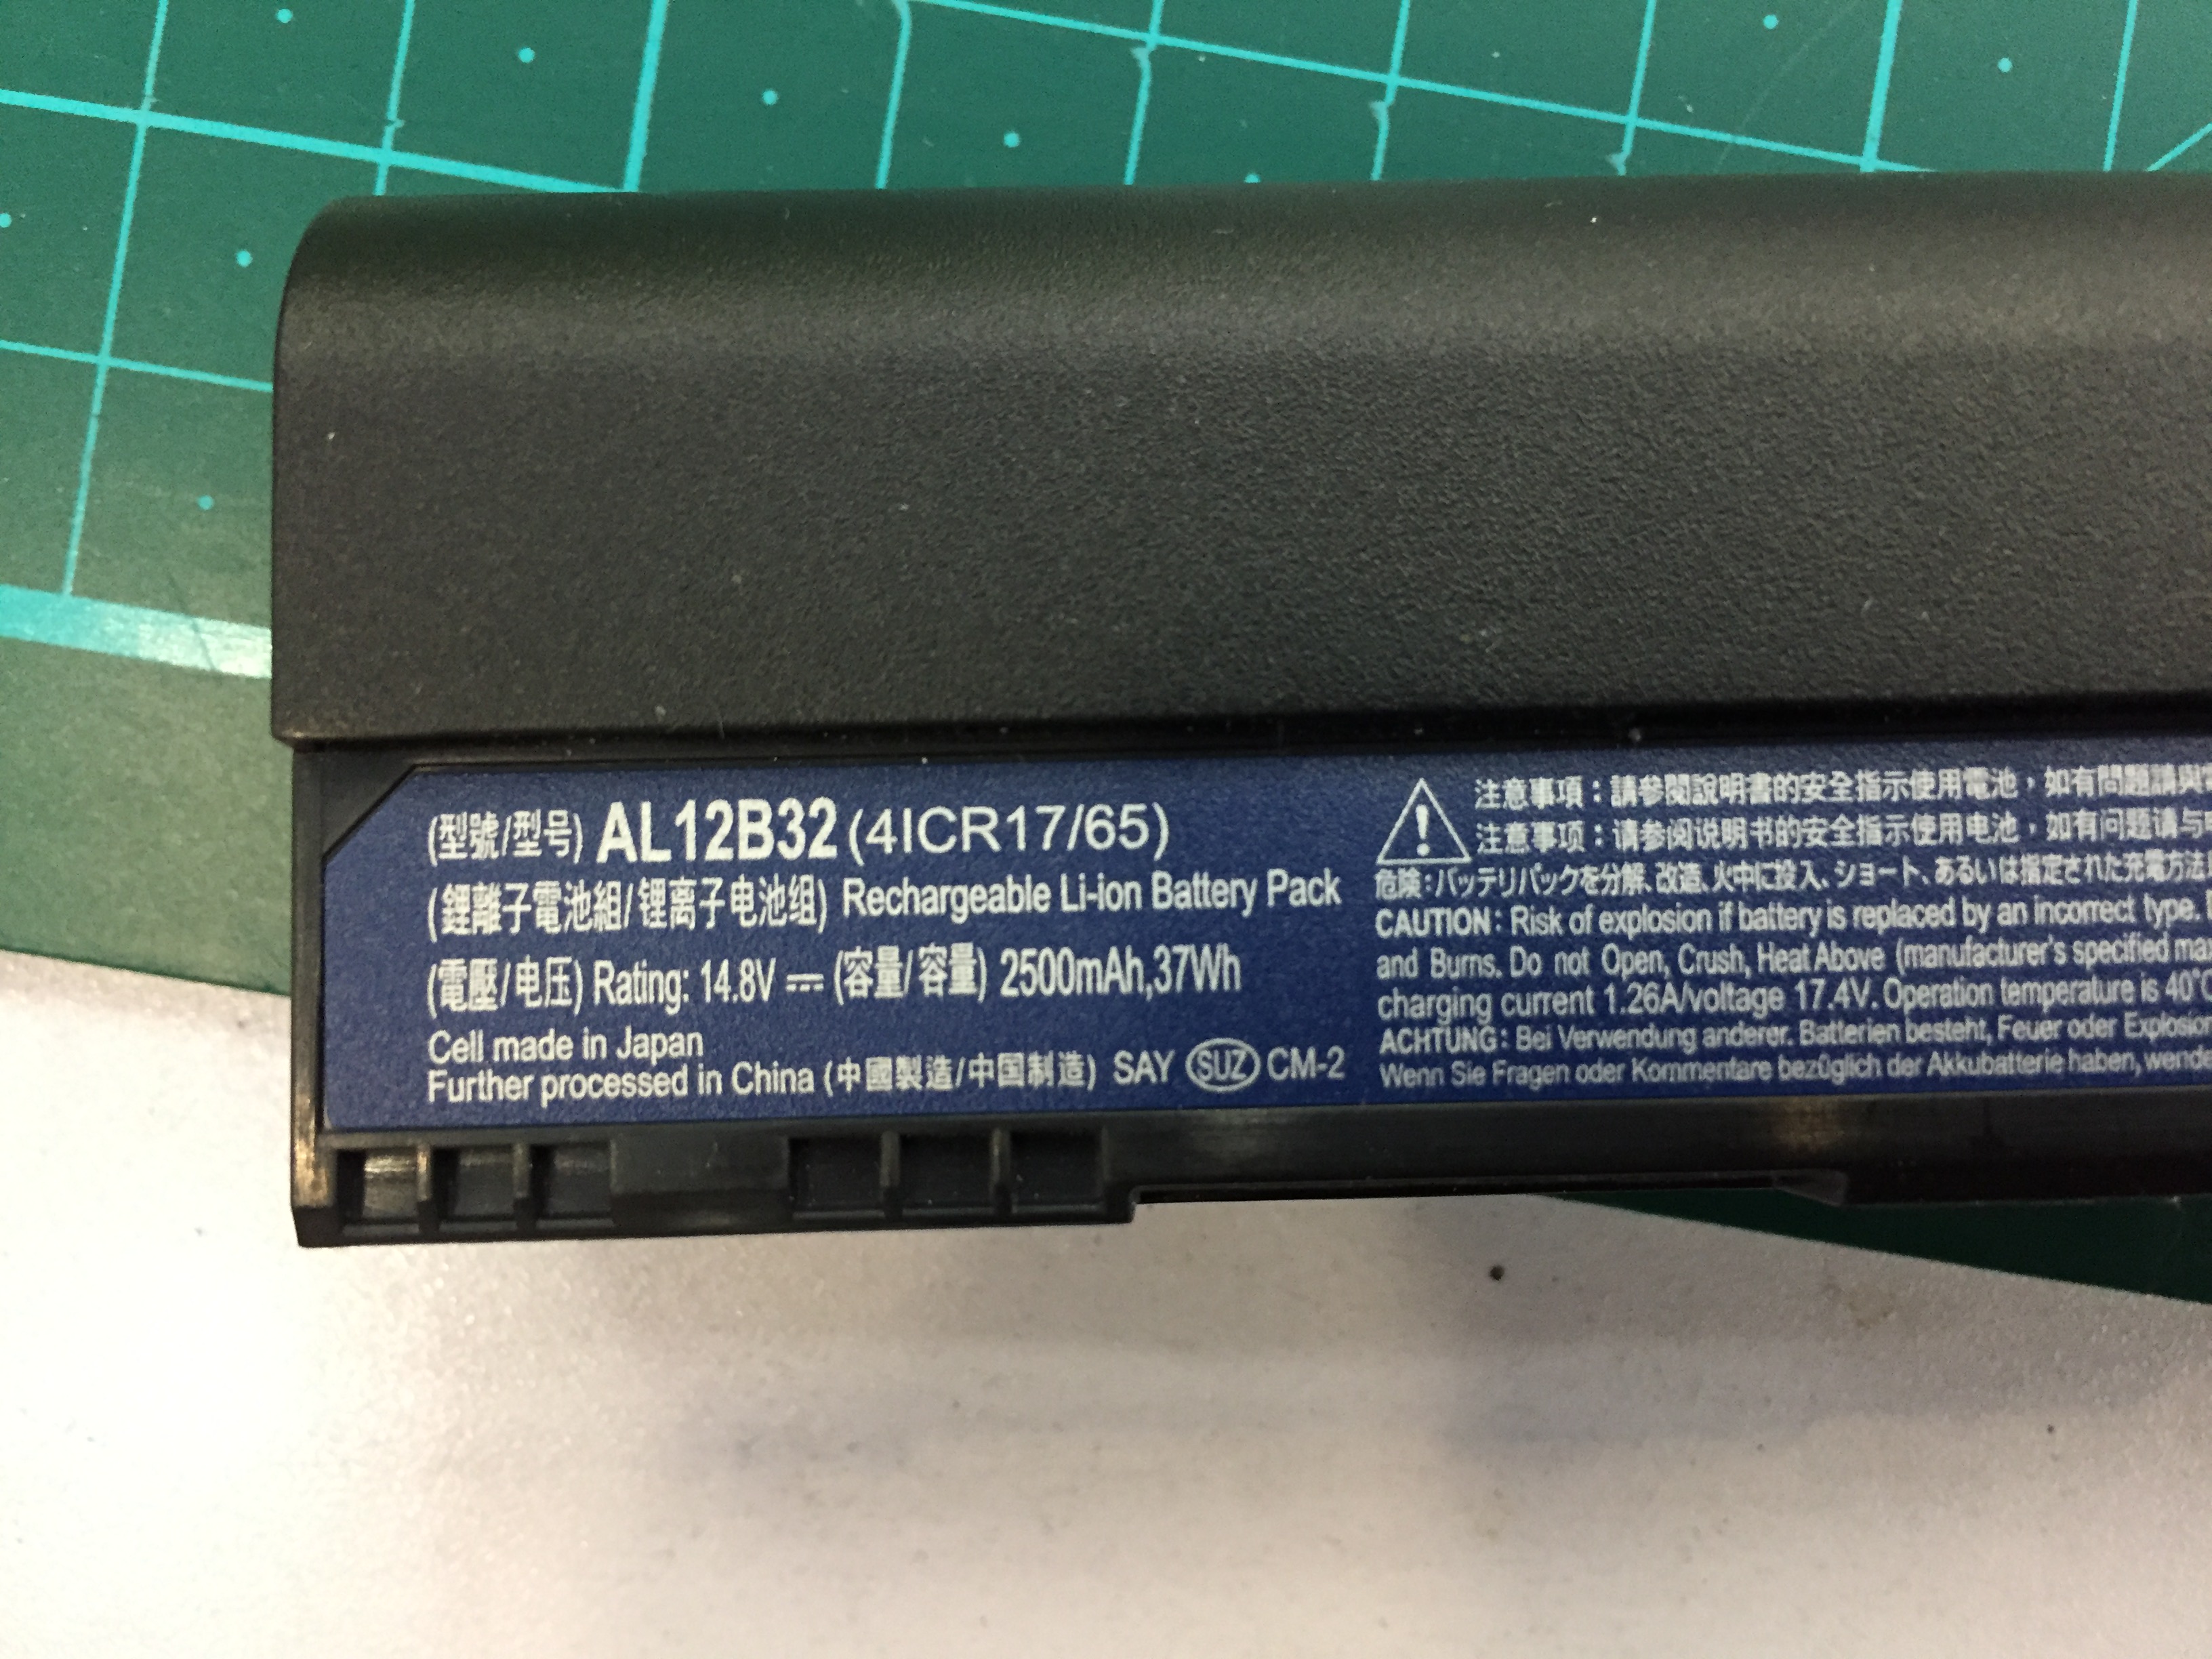 (型號/型号) AL12B32 (4ICR17/65)
(鋰離子電池組/锂离子电池组) Rechargeable Li-ion Battery Pack
(電壓/电压) Rating: 14.8V ⎓ (容量/容量) 2500mAh,37Wh
Cell made in Japan
Further processed in China (中國製造/中国制造) SAY SUZ CM-2
注意事項：請參閱說明書的安全指示使用電池，如有問題請與
注意事项：请参阅说明书的安全指示使用电池，如有问题请与
危険：バッテリパックを分解、改造、火中に投入、ショート、あるいは指定された充電方法
CAUTION: Risk of explosion if battery is replaced by an incorrect type.
and Burns. Do not Open, Crush, Heat Above (manufacturer's specified
charging current 1.26A/voltage 17.4V. Operation temperature is 40°C
ACHTUNG: Bei Verwendung anderer. Batterien besteht, Feuer oder
Wenn Sie Fragen oder Kommentare bezüglich der Akkubatterie haben,